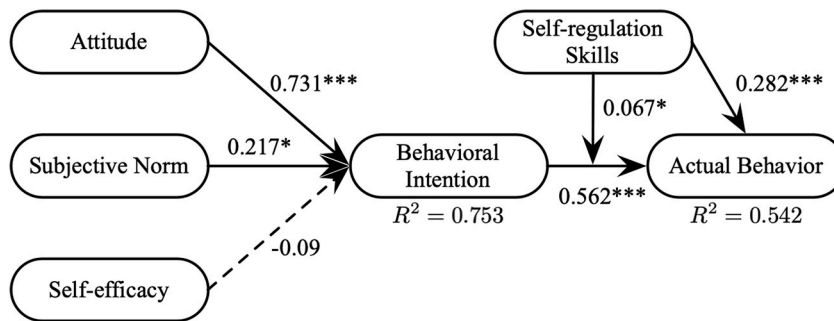 Attitude
Self-regulation
Skills
0.731***
0.282***
0.067*
Subjective Norm
0.217*
Behavioral
Intention
0.562***
Actual Behavior
R² = 0.753
R² = 0.542
-0.09
Self-efficacy